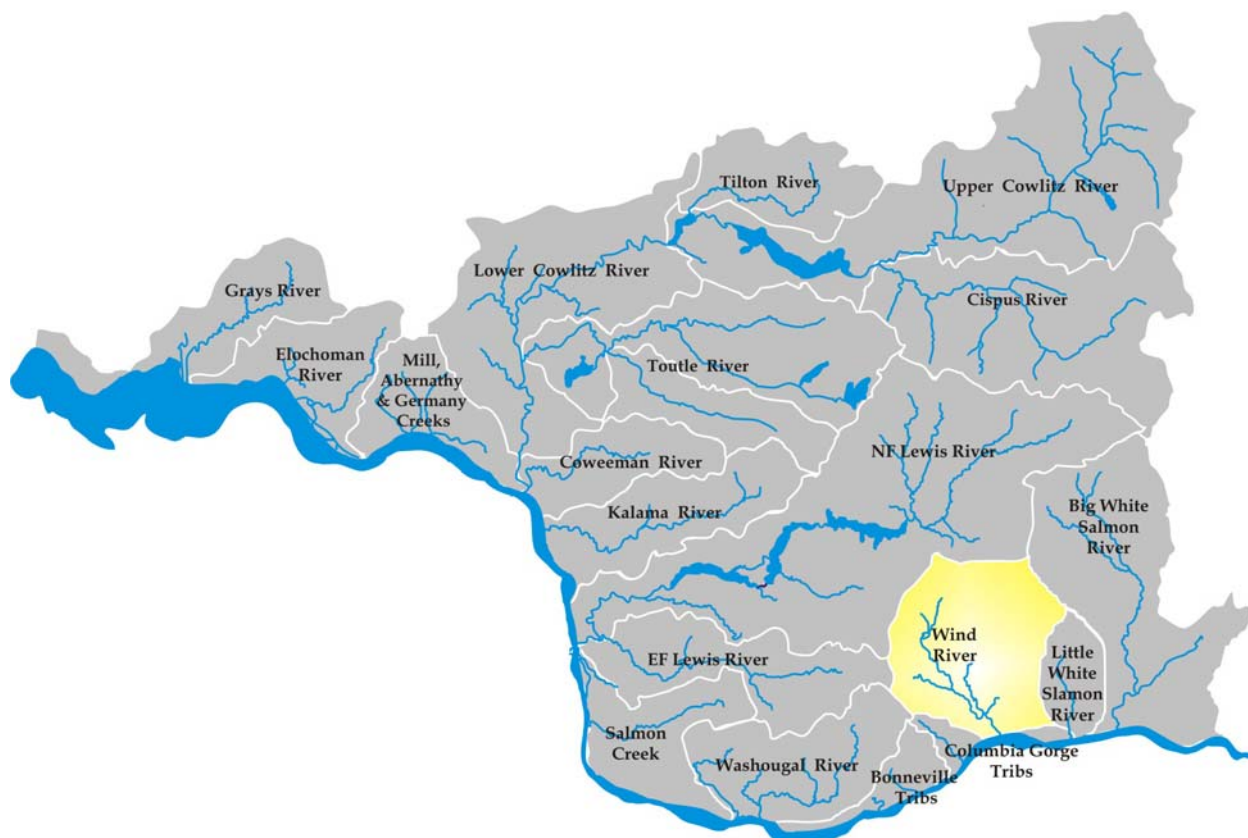 Tilton River
Upper Cowlitz River
Lower Cowlitz River
Grays River
Cispus River
Elochoman
River
Mill,
Abernathy
& Germany
Creeks
Toutle River
NF Lewis River
Coweeman River
Kalama River
Big White
Salmon
River
Wind
River
Little
White
Slamon
River
EF Lewis River
Salmon
Creek
Washougal River
Bonneville
Tribs
Columbia Gorge
Tribs